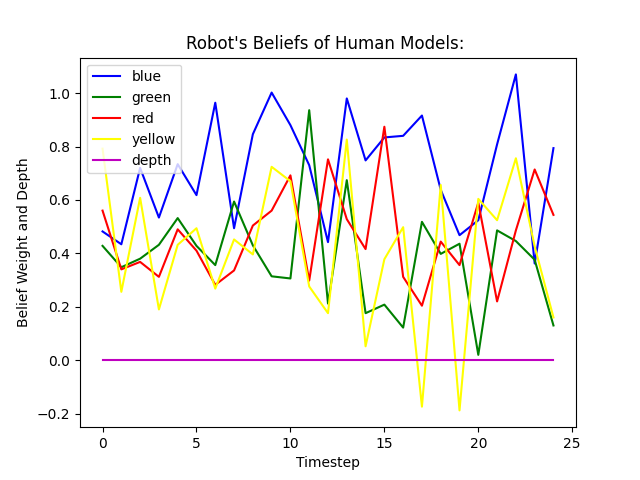 Robot's Beliefs of Human Models:
blue
green
red
yellow
depth
Belief Weight and Depth
1.0
0.8
0.6
0.4
0.2
0.0
−0.2
0 5 10 15 20 25
Timestep